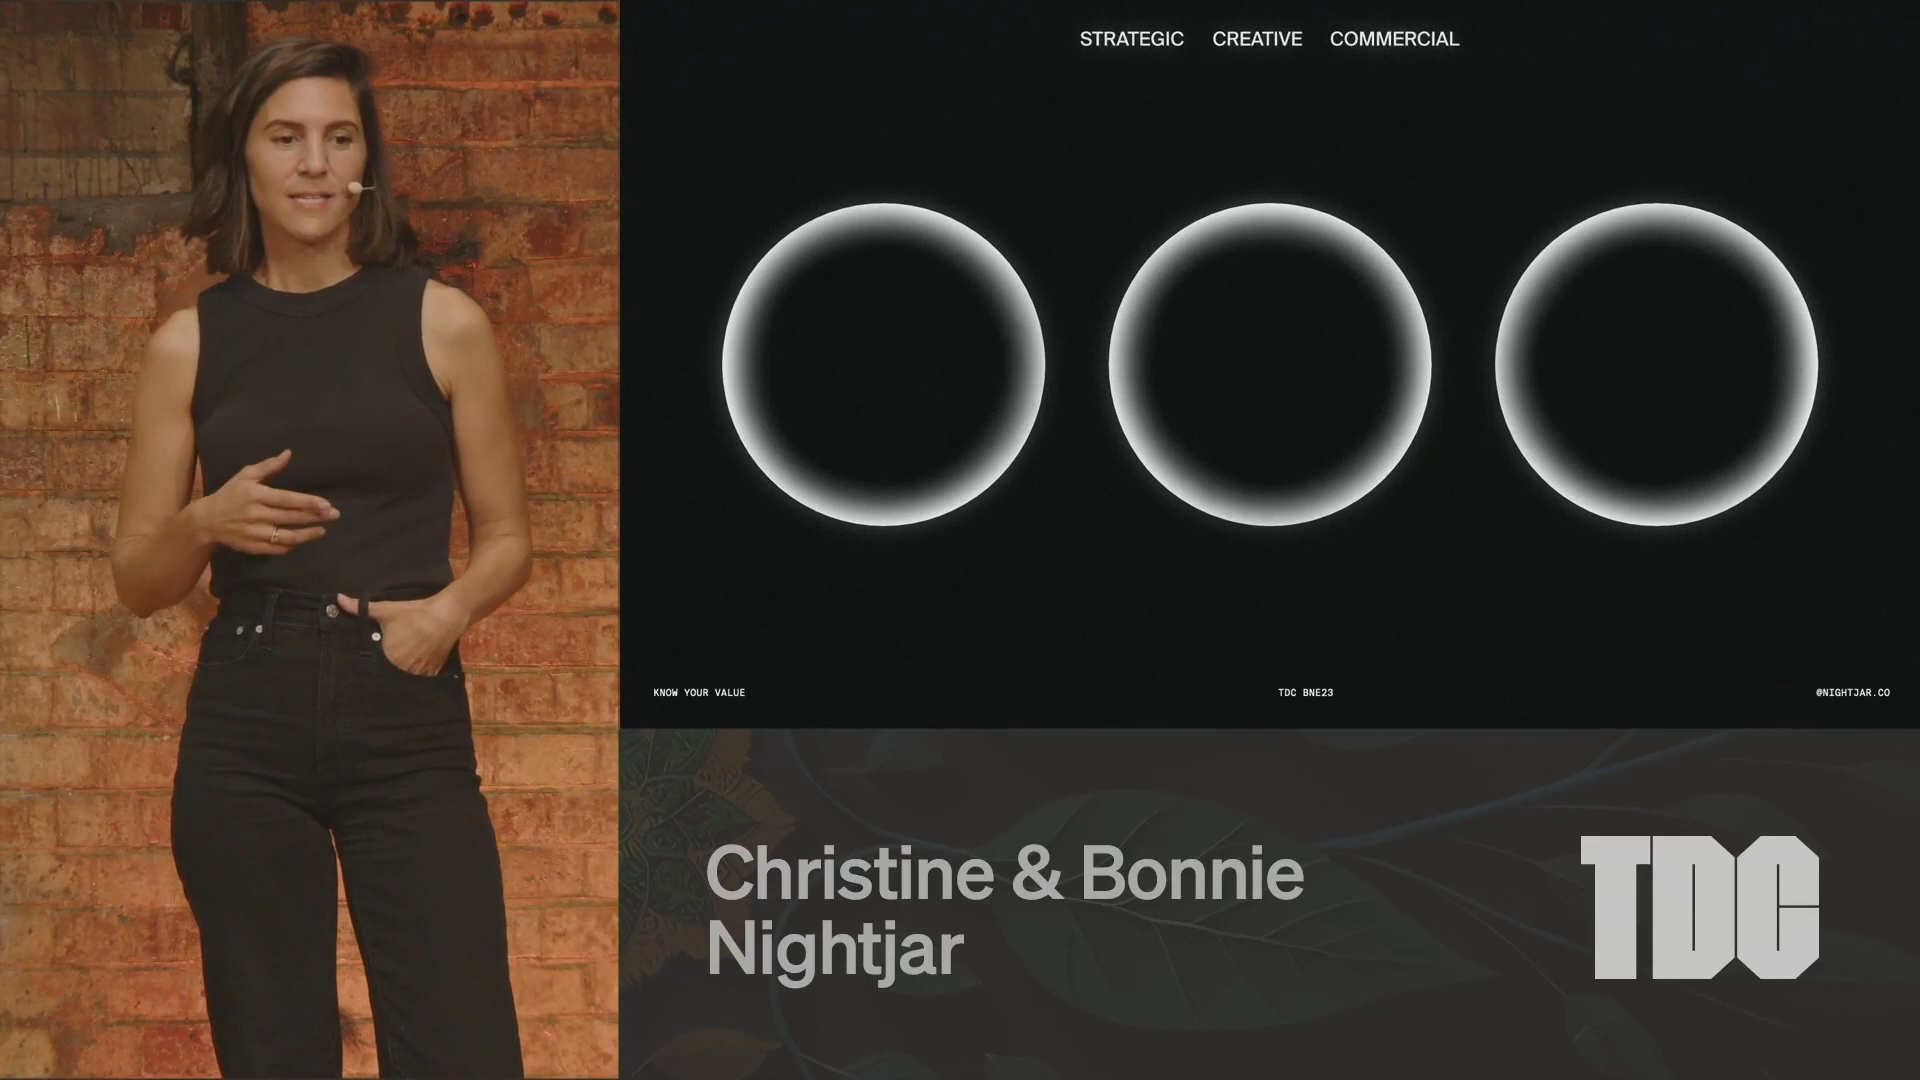 STRATEGIC CREATIVE COMMERCIAL
KNOW YOUR VALUE
TDC BNE23
@NIGHTJAR.CO
Christine & Bonnie
Nightjar
TDC